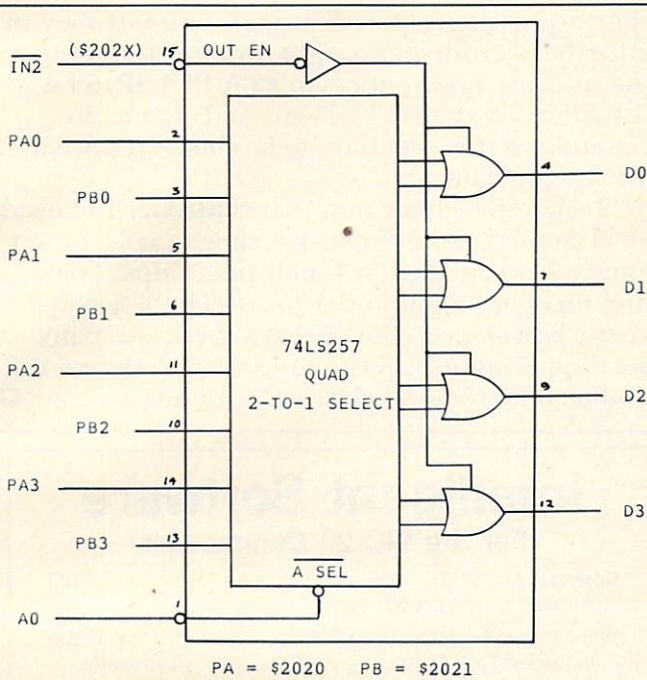 IN2 ($202X) 15 OUT EN
PA0 2
4 D0
PB0 3
PA1 5
7 D1
PB1 6
74LS257
QUAD
2-TO-1 SELECT
PA2 11
9 D2
PB2 10
PA3 14
12 D3
PB3 13
A SEL
A0 1
PA = $2020 PB = $2021